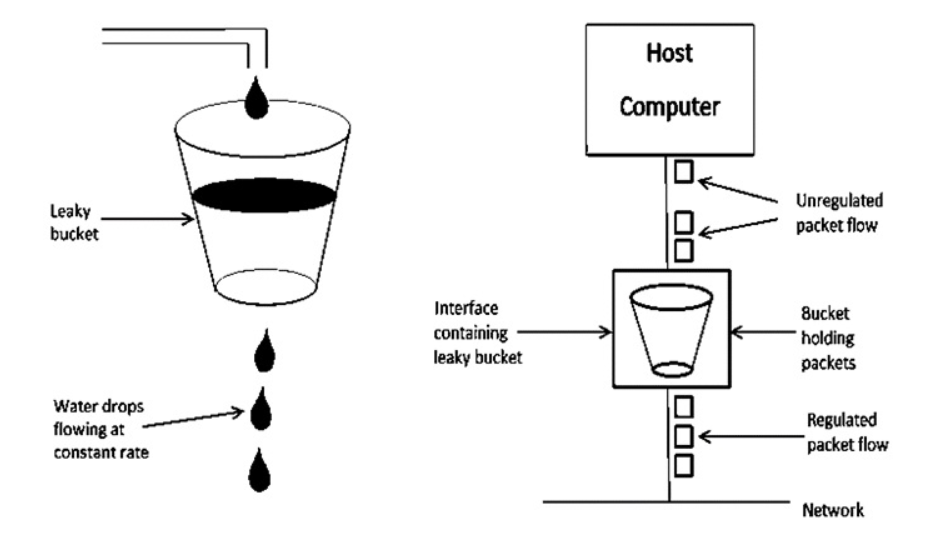 Host
Computer
Unregulated
packet flow
Leaky
bucket
Interface
containing
leaky bucket
Bucket
holding
packets
Water drops
flowing at
constant rate
Regulated
packet flow
Network